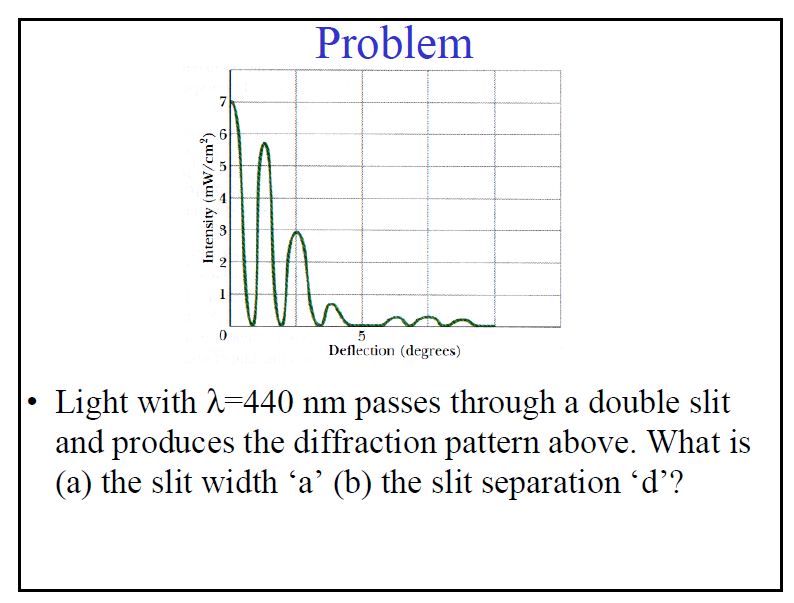 Problem
7
6
5
4
3
2
1
0
5
Intensity (mW/cm²)
Deflection (degrees)
• Light with λ=440 nm passes through a double slit
and produces the diffraction pattern above. What is
(a) the slit width ‘a’ (b) the slit separation ‘d’?